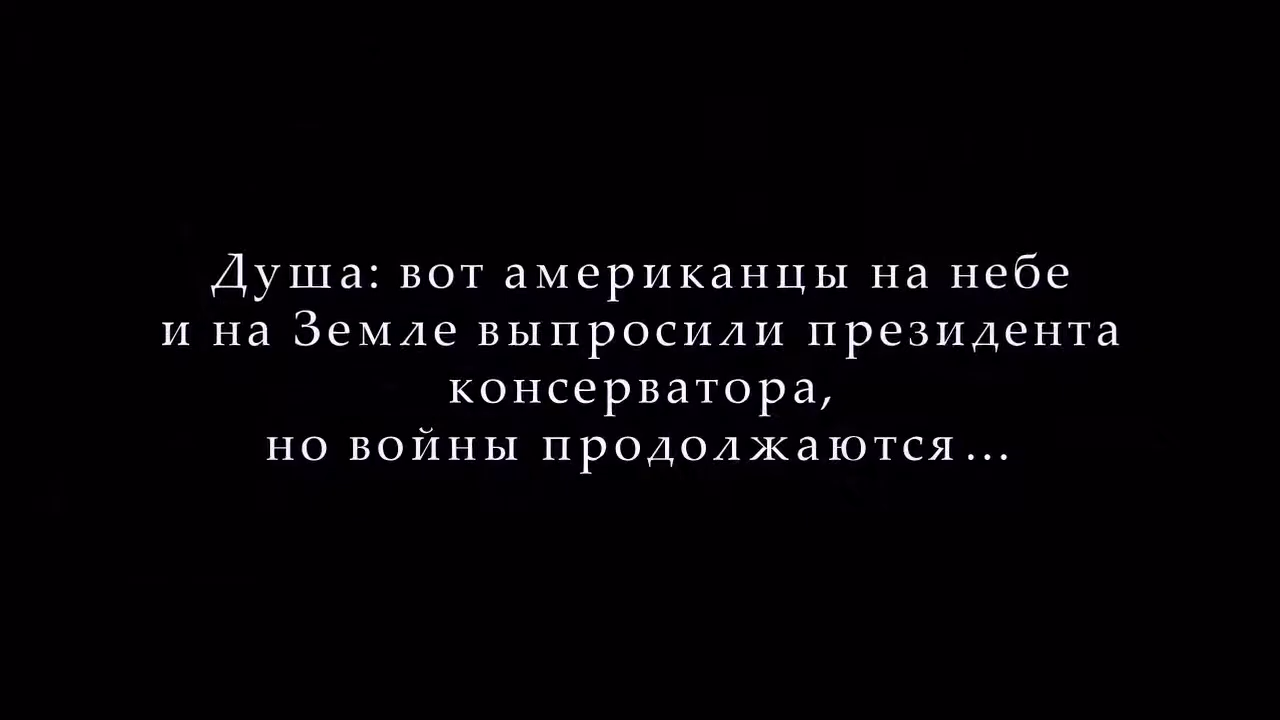 Душа: вот американцы на небе
и на Земле выпросили президента
консерватора,
но войны продолжаются...